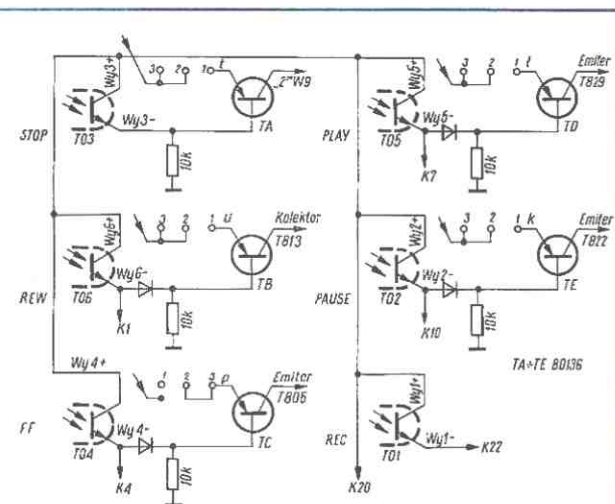 Wy3+
3 2 1 t
2"W9
Wy3-
T03
TA
STOP
10k
Wy5+
3 2 1 l
Emiter
T829
Wy5-
T05
TD
PLAY
K7
10k
Wy6+
3 2 1 u
Kolektor
T813
Wy6-
T06
TB
REW
K1
10k
Wy2+
3 2 1 k
Emiter
T822
Wy2-
T02
TE
PAUSE
K10
10k
TA÷TE BD136
Wy4+
1 2 3 p
Emiter
T805
FF
Wy4-
T04
TC
K4
10k
Wy1+
REC
Wy1-
K22
T01
K20